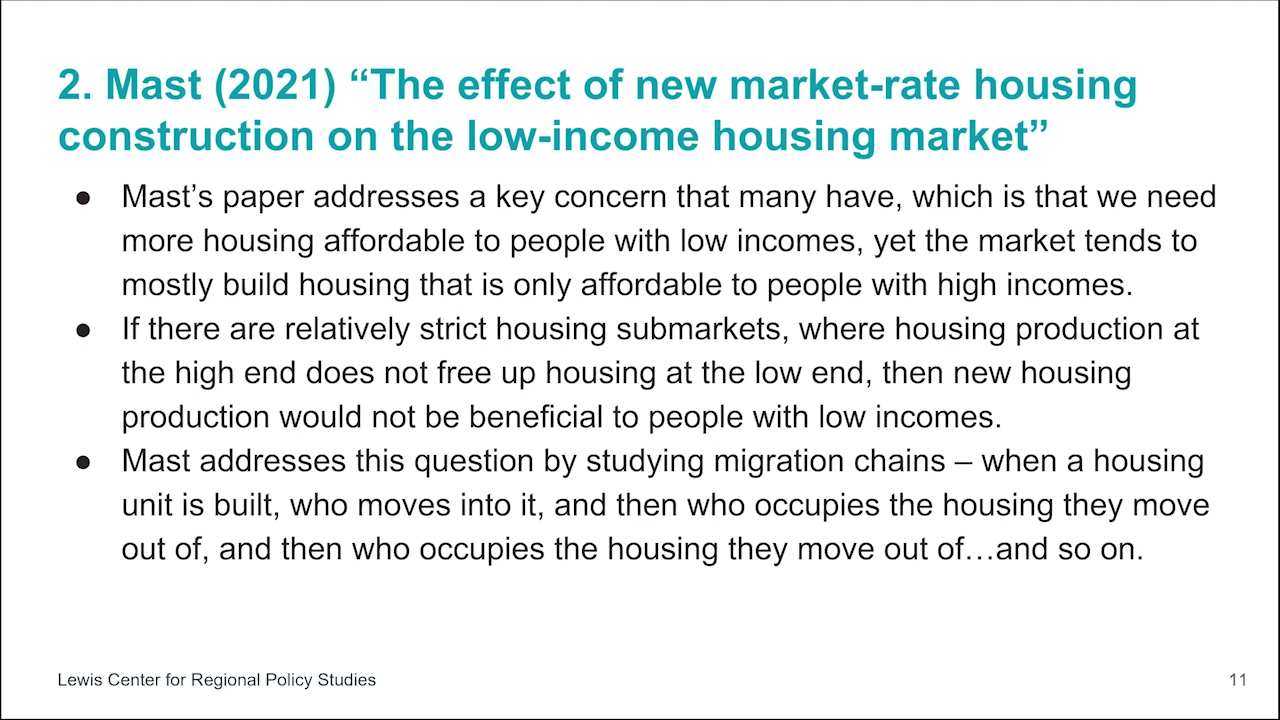 2. Mast (2021) “The effect of new market-rate housing
construction on the low-income housing market”
● Mast’s paper addresses a key concern that many have, which is that we need
more housing affordable to people with low incomes, yet the market tends to
mostly build housing that is only affordable to people with high incomes.
● If there are relatively strict housing submarkets, where housing production at
the high end does not free up housing at the low end, then new housing
production would not be beneficial to people with low incomes.
● Mast addresses this question by studying migration chains – when a housing
unit is built, who moves into it, and then who occupies the housing they move
out of, and then who occupies the housing they move out of…and so on.
Lewis Center for Regional Policy Studies
11